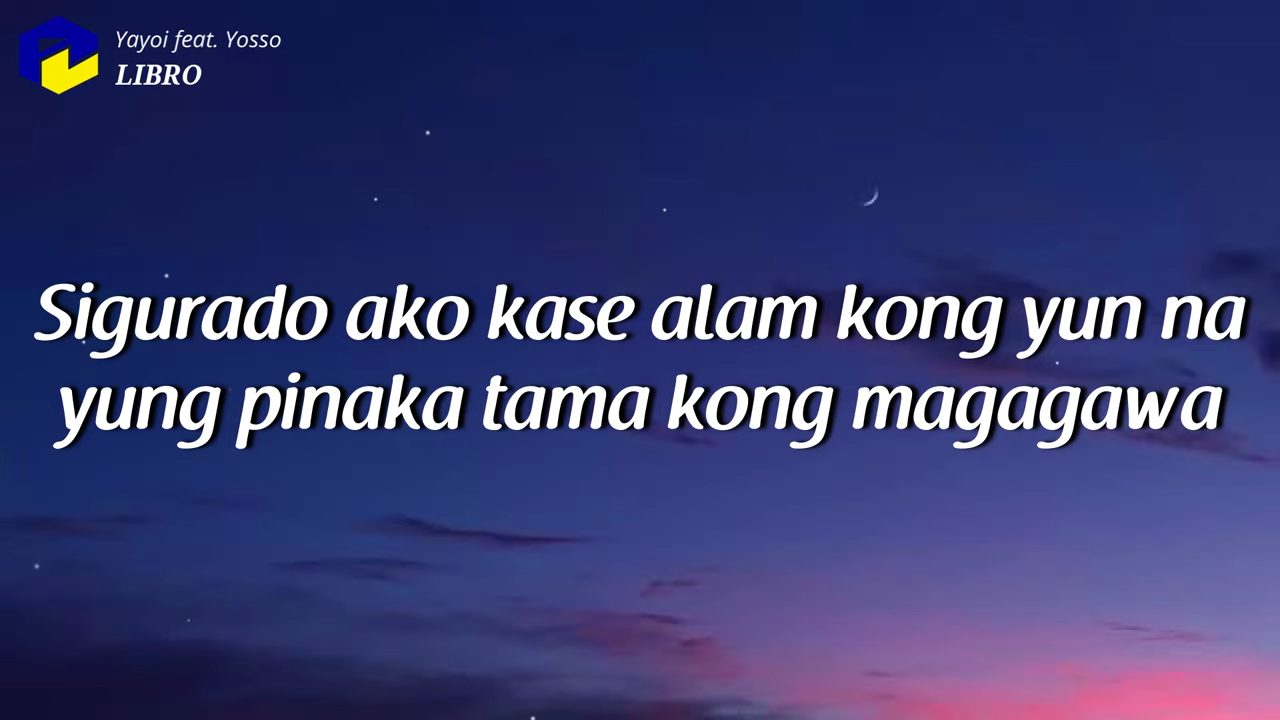 Yayoi feat. Yosso
LIBRO
Sigurado ako kase alam kong yun na
yung pinaka tama kong magagawa